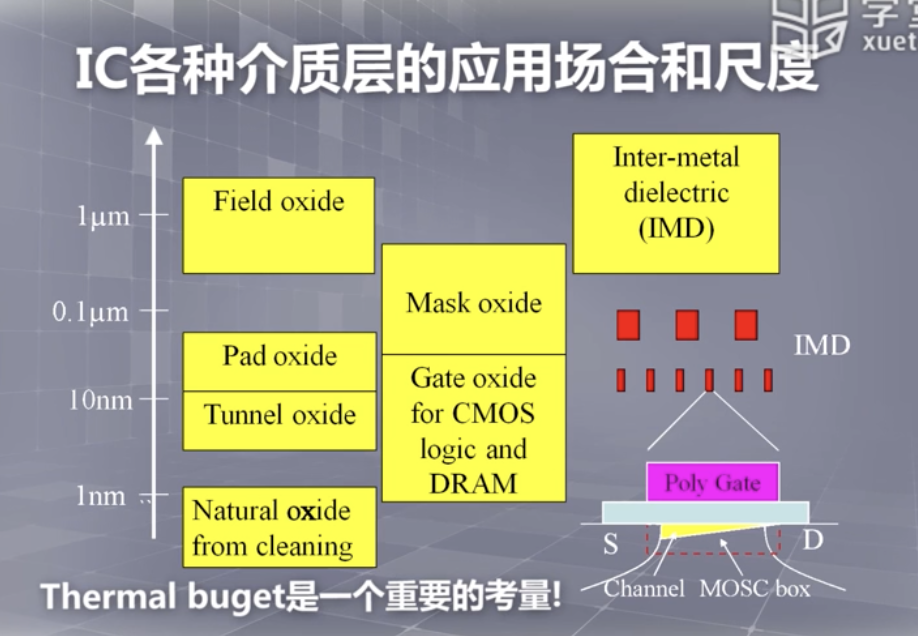 IC各种介质层的应用场合和尺度
xuet
1μm
0.1μm
10nm
1nm
Field oxide
Pad oxide
Tunnel oxide
Natural oxide
from cleaning
Mask oxide
Gate oxide
for CMOS
logic and
DRAM
Inter-metal
dielectric
(IMD)
IMD
Poly Gate
S
D
Channel
MOSC box
Thermal buget是一个重要的考量!